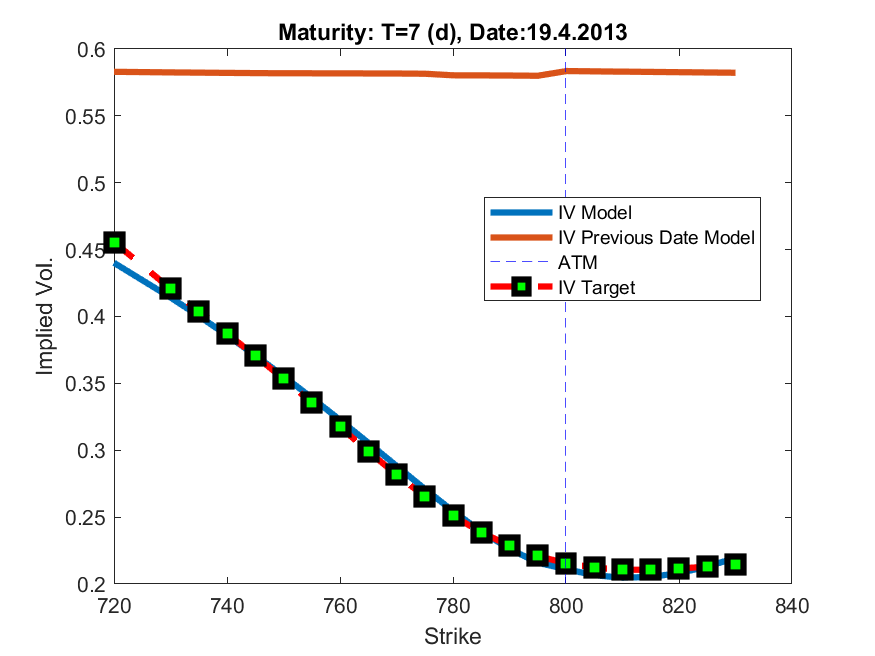 Maturity: T=7 (d), Date:19.4.2013
0.6
0.55
0.5
0.45
0.4
0.35
0.3
0.25
0.2
Implied Vol.
IV Model
IV Previous Date Model
ATM
IV Target
720
740
760
780
800
820
840
Strike